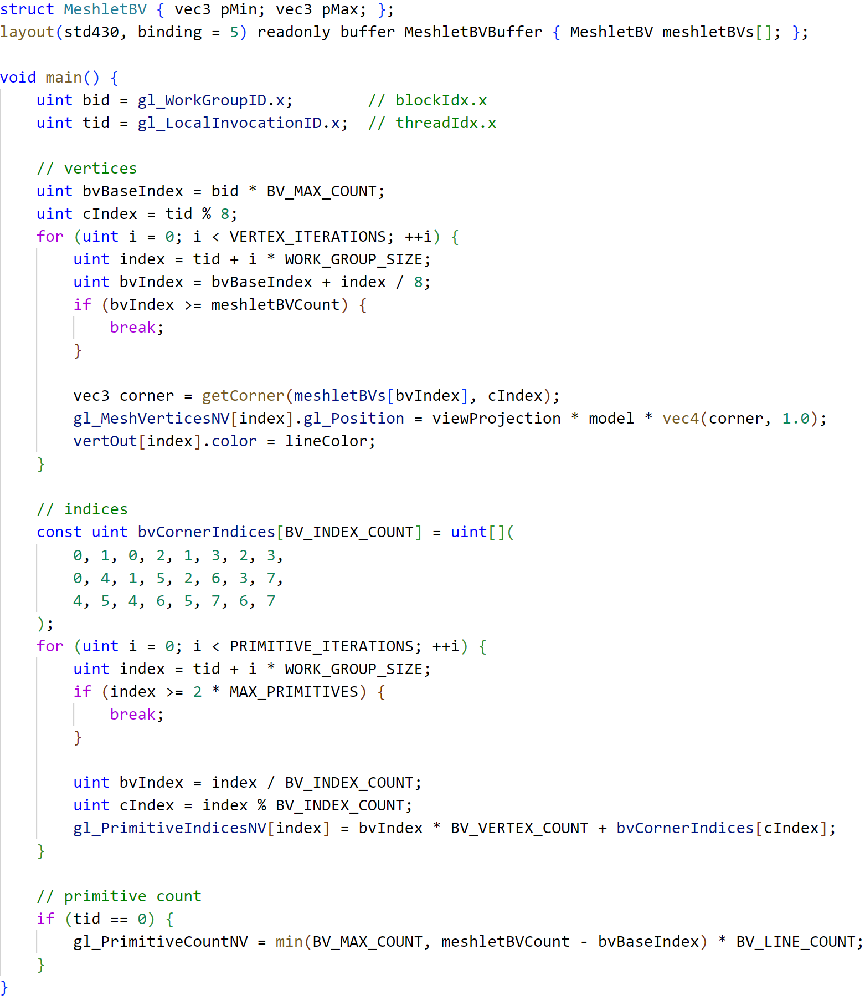 struct MeshletBV { vec3 pMin; vec3 pMax; };
layout(std430, binding = 5) readonly buffer MeshletBVBuffer { MeshletBV meshletBVs[]; };

void main() {
    uint bid = gl_WorkGroupID.x;        // blockIdx.x
    uint tid = gl_LocalInvocationID.x;  // threadIdx.x

    // vertices
    uint bvBaseIndex = bid * BV_MAX_COUNT;
    uint cIndex = tid % 8;
    for (uint i = 0; i < VERTEX_ITERATIONS; ++i) {
        uint index = tid + i * WORK_GROUP_SIZE;
        uint bvIndex = bvBaseIndex + index / 8;
        if (bvIndex >= meshletBVCount) {
            break;
        }

        vec3 corner = getCorner(meshletBVs[bvIndex], cIndex);
        gl_MeshVerticesNV[index].gl_Position = viewProjection * model * vec4(corner, 1.0);
        vertOut[index].color = lineColor;
    }

    // indices
    const uint bvCornerIndices[BV_INDEX_COUNT] = uint[](
        0, 1, 0, 2, 1, 3, 2, 3,
        0, 4, 1, 5, 2, 6, 3, 7,
        4, 5, 4, 6, 5, 7, 6, 7
    );
    for (uint i = 0; i < PRIMITIVE_ITERATIONS; ++i) {
        uint index = tid + i * WORK_GROUP_SIZE;
        if (index >= 2 * MAX_PRIMITIVES) {
            break;
        }

        uint bvIndex = index / BV_INDEX_COUNT;
        uint cIndex = index % BV_INDEX_COUNT;
        gl_PrimitiveIndicesNV[index] = bvIndex * BV_VERTEX_COUNT + bvCornerIndices[cIndex];
    }

    // primitive count
    if (tid == 0) {
        gl_PrimitiveCountNV = min(BV_MAX_COUNT, meshletBVCount - bvBaseIndex) * BV_LINE_COUNT;
    }
}